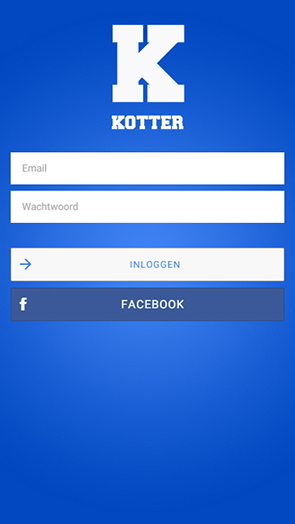 K
KOTTER
Email
Wachtwoord
INLOGGEN
f
FACEBOOK